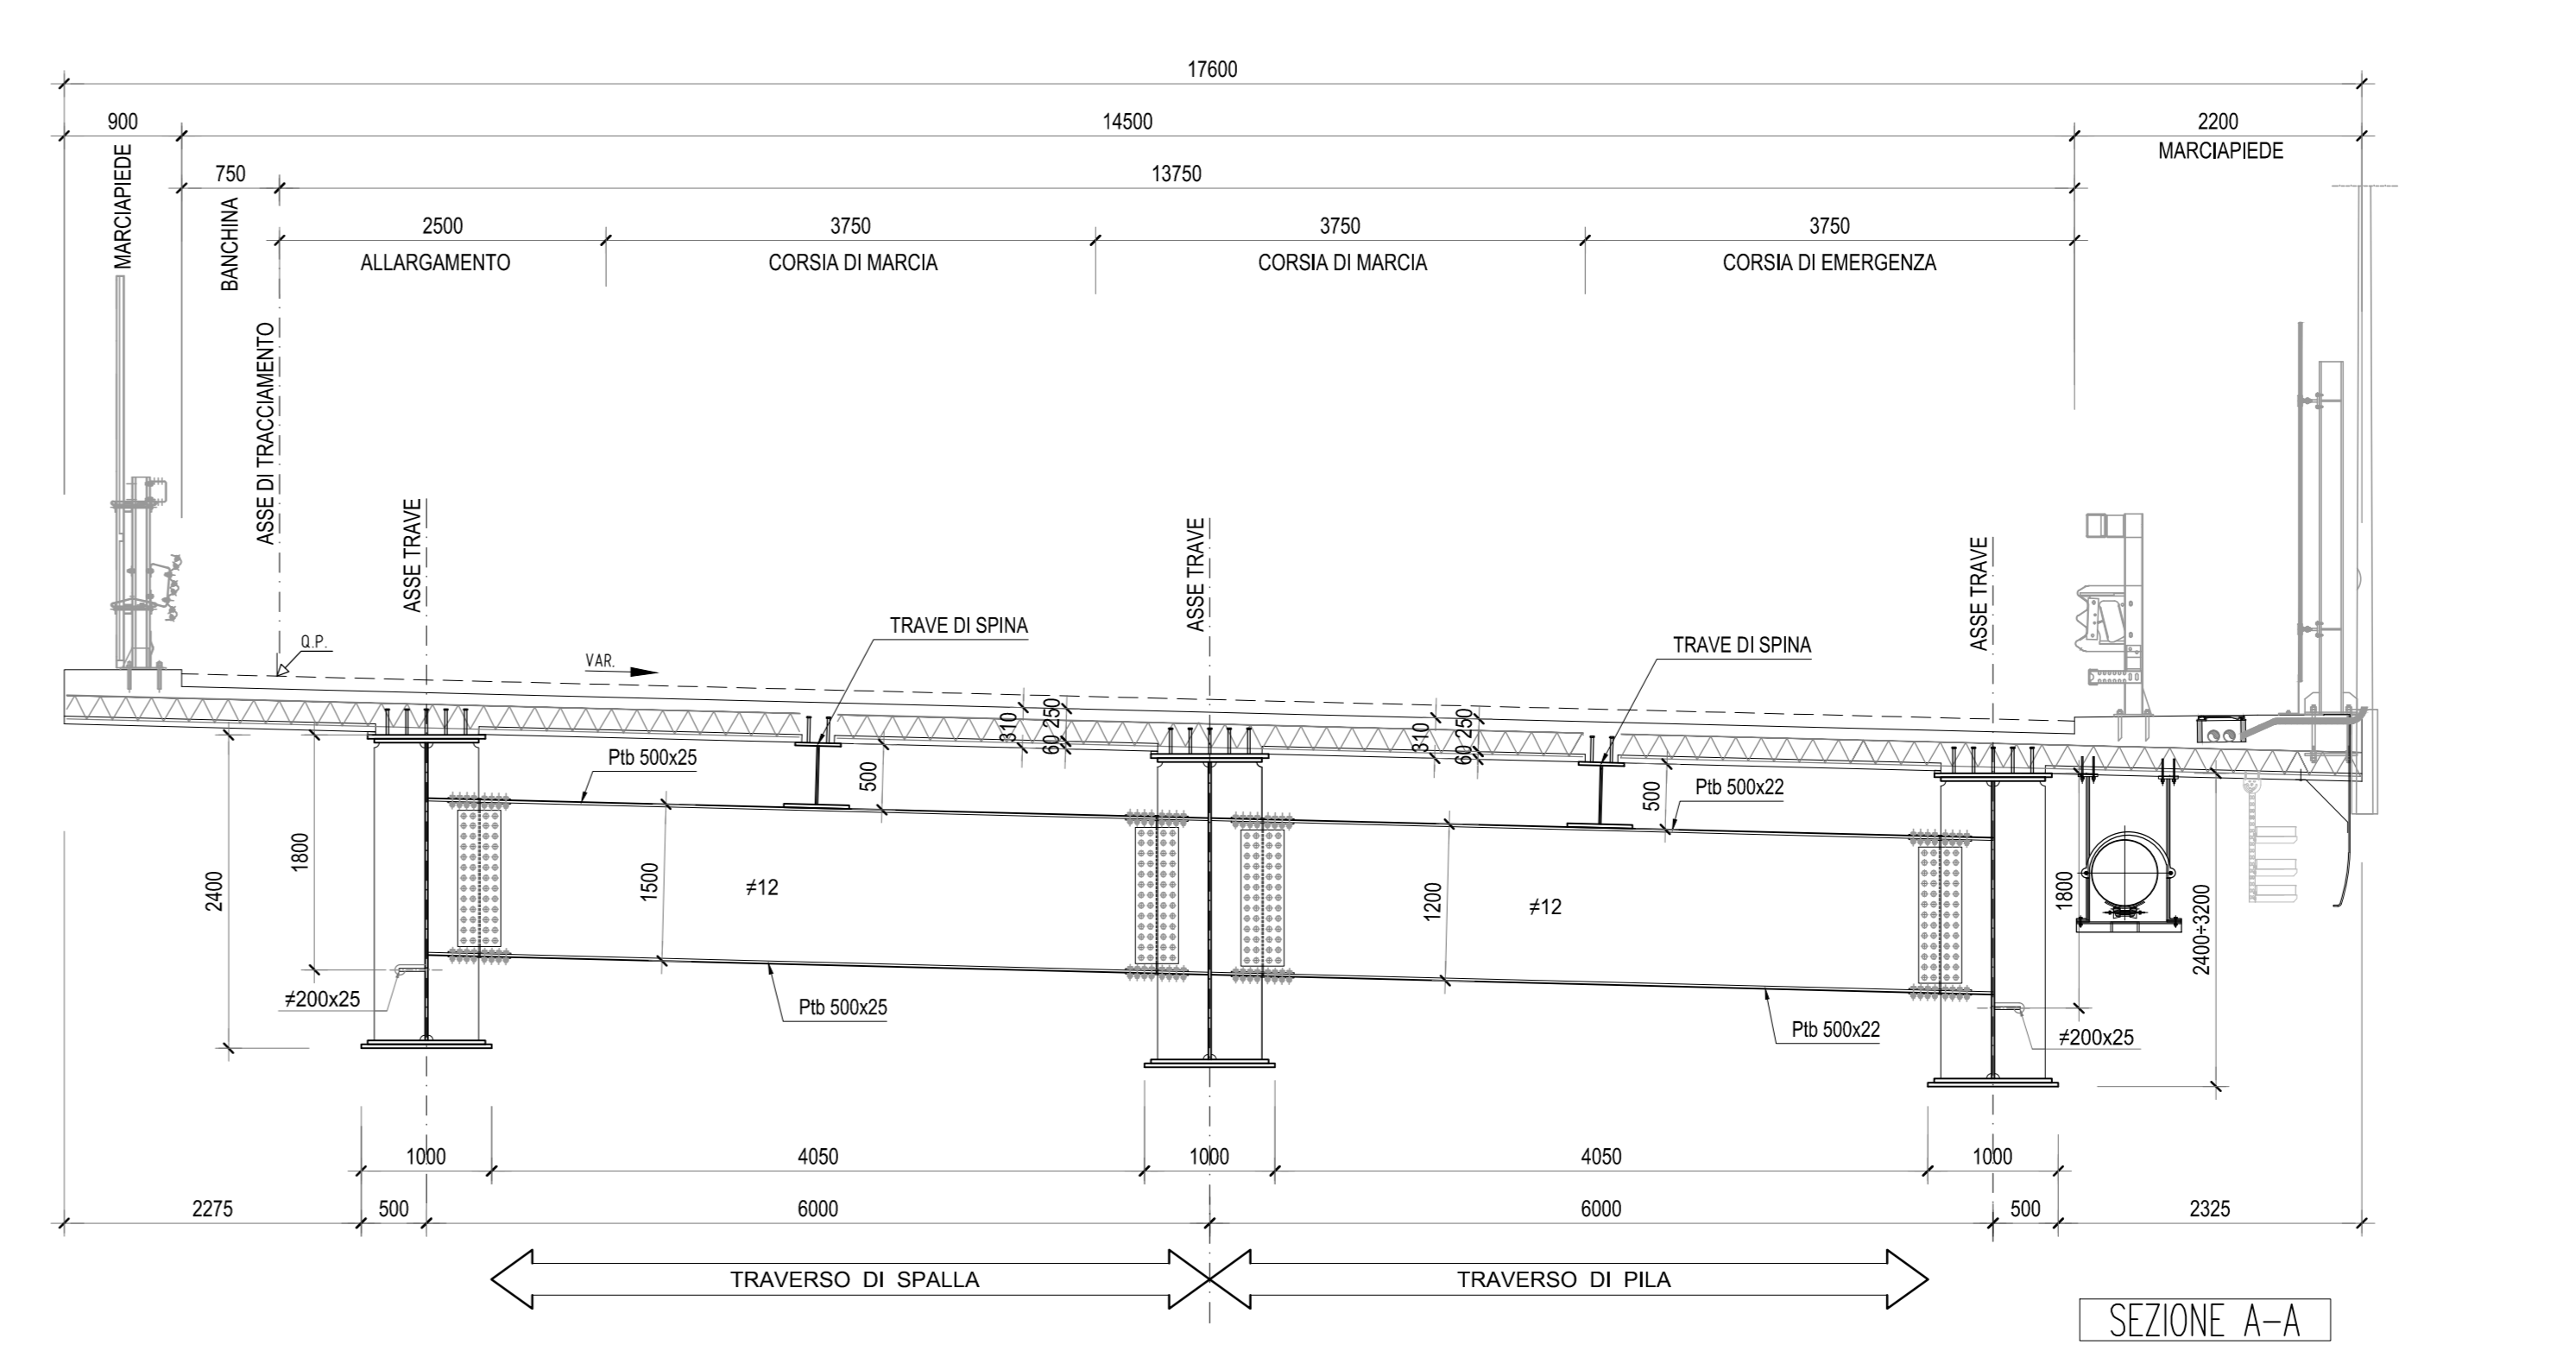 17600
900
14500
2200
MARCIAPIEDE
MARCIAPIEDE
750
13750
BANCHINA
2500
3750
3750
3750
ALLARGAMENTO
CORSIA DI MARCIA
CORSIA DI MARCIA
CORSIA DI EMERGENZA
ASSE DI TRACCIAMENTO
ASSE TRAVE
ASSE TRAVE
ASSE TRAVE
Q.P.
VAR.
TRAVE DI SPINA
TRAVE DI SPINA
310
60 250
310
60 250
Ptb 500x25
500
500
Ptb 500x22
2400
1800
1500
≠12
1200
≠12
1800
2400÷3200
≠200x25
Ptb 500x25
Ptb 500x22
≠200x25
1000
4050
1000
4050
1000
2275
500
6000
6000
500
2325
TRAVERSO DI SPALLA
TRAVERSO DI PILA
SEZIONE A-A